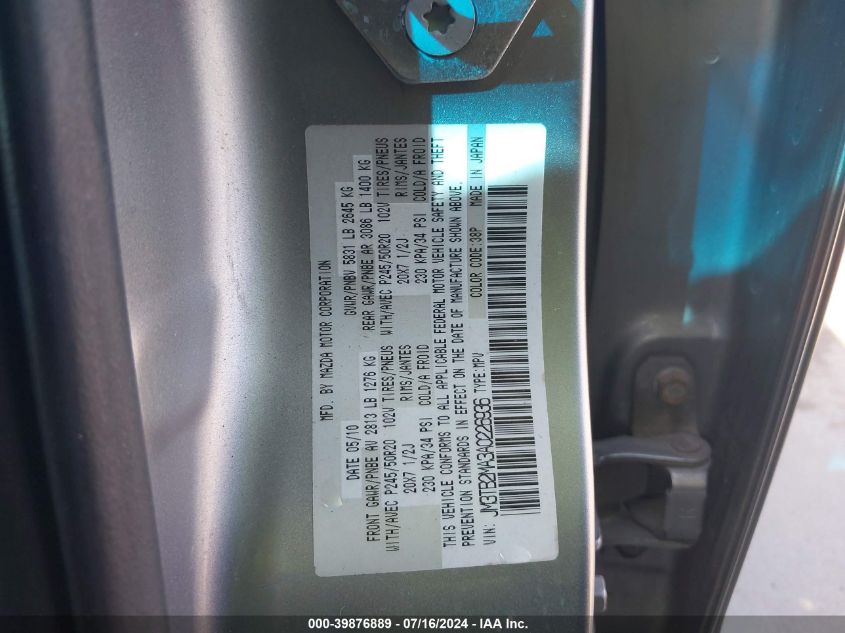 MFD. BY MAZDA MOTOR CORPORATION
DATE 05/10 GVWR/PNBV 5831 LB 2645 KG
FRONT GAWR/PNBE AV 2813 LB 1276 KG REAR GAWR/PNBE AR 3086 LB 1400 KG
WITH/AVEC P245/50R20 102V TIRES/PNEUS WITH/AVEC P245/50R20 102V TIRES/PNEUS
20X7 1/2J RIMS/JANTES 20X7 1/2J RIMS/JANTES
230 KPA/34 PSI COLD/A FROID 230 KPA/34 PSI COLD/A FROID
THIS VEHICLE CONFORMS TO ALL APPLICABLE FEDERAL MOTOR VEHICLE SAFETY AND THEFT
PREVENTION STANDARDS IN EFFECT ON THE DATE OF MANUFACTURE SHOWN ABOVE.
VIN: JM3TB2MA3A0226936 TYPE:MPV COLOR CODE:38P MADE IN JAPAN
000-39876889 - 07/16/2024 - IAAI.com.